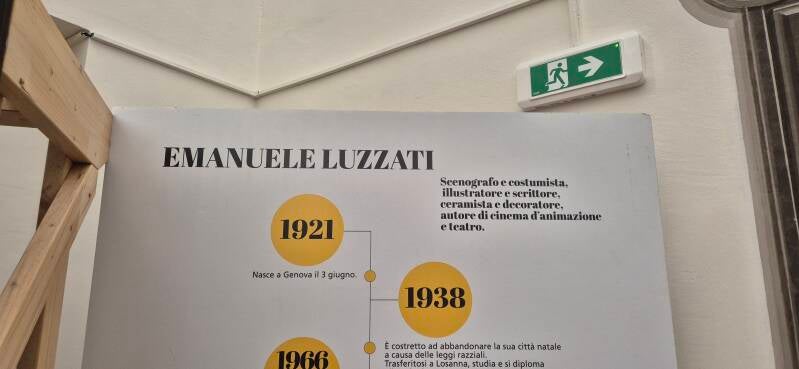 EMANUELE LUZZATI
Scenografo e costumista,
illustratore e scrittore,
ceramista e decoratore,
autore di cinema d'animazione
e teatro.
1921
Nasce a Genova il 3 giugno.
1938
È costretto ad abbandonare la sua città natale
a causa delle leggi razziali.
Trasferitosi a Losanna, studia e si diploma
1966